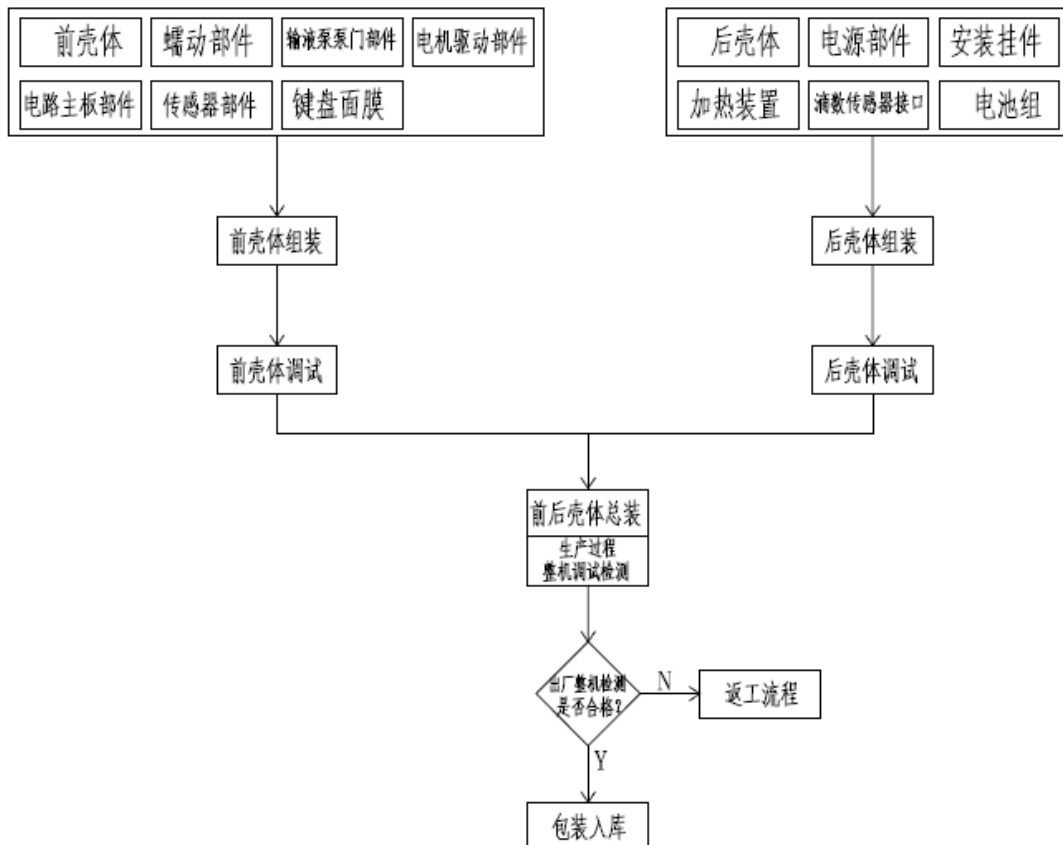 前壳体
蠕动部件
输液泵泵门部件
电机驱动部件
电路主板部件
传感器部件
键盘面膜
后壳体
电源部件
安装挂件
加热装置
滴数传感器接口
电池组
前壳体组装
后壳体组装
前壳体调试
后壳体调试
前后壳体总装
生产过程
整机调试检测
出厂整机检测
是否合格?
N
返工流程
Y
包装入库